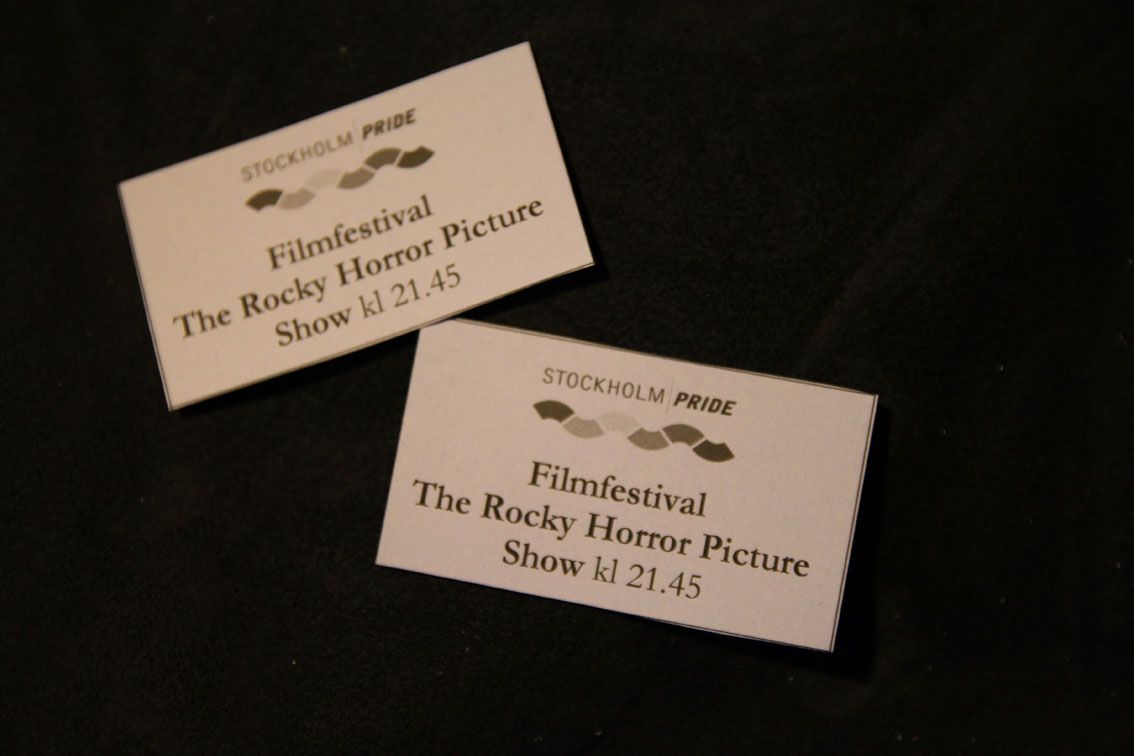 STOCKHOLM PRIDE
Filmfestival
The Rocky Horror Picture
Show kl 21.45
STOCKHOLM PRIDE
Filmfestival
The Rocky Horror Picture
Show kl 21.45